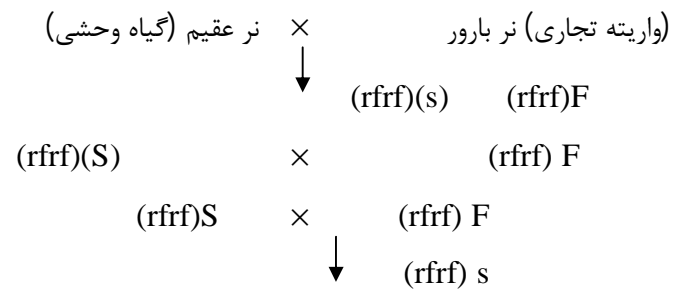 (واریته تجاری) نر بارور × نر عقیم (گیاه وحشی)
(rfrf)(s) (rfrf)F
(rfrf)(S) × (rfrf) F
(rfrf)S × (rfrf) F
(rfrf) s